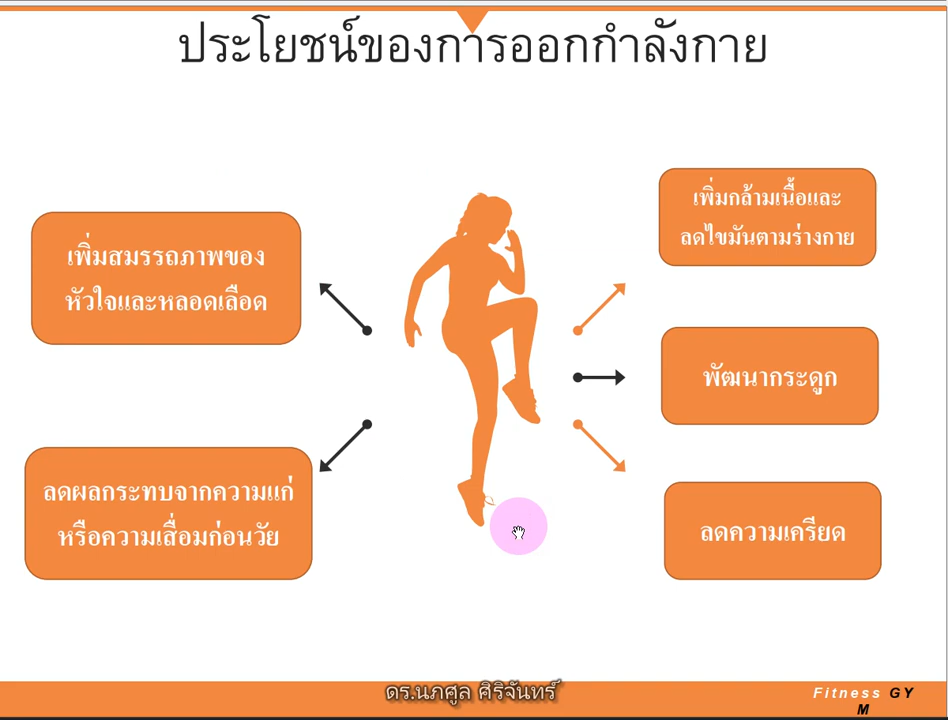 ประโยชน์ของการออกกำลังกาย
เพิ่มสมรรถภาพของ
หัวใจและหลอดเลือด
ลดผลกระทบจากความแก่
หรือความเสื่อมก่อนวัย
เพิ่มกล้ามเนื้อและ
ลดไขมันตามร่างกาย
พัฒนากระดูก
ลดความเครียด
ดร.นภศูล ศิริจันทร์
Fitness GY
M